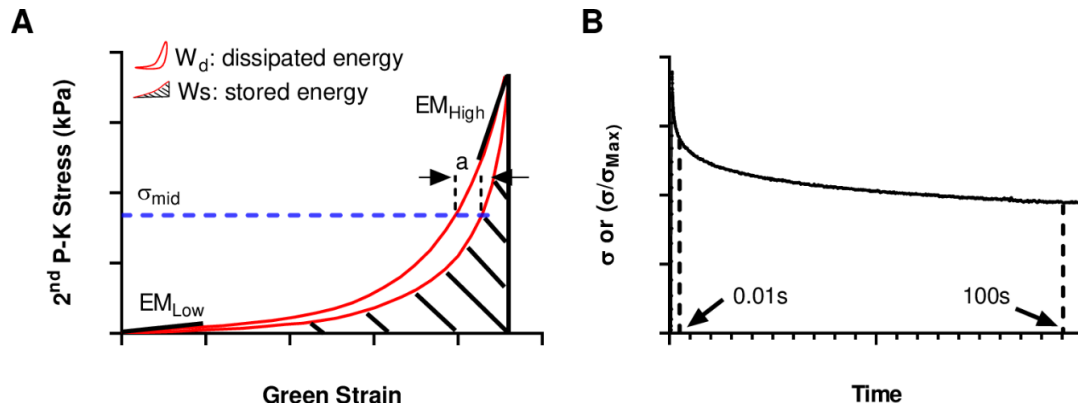 A
W_d: dissipated energy
Ws: stored energy
EM_High
a
σ_mid
EM_Low
2^nd P-K Stress (kPa)
Green Strain
B
σ or (σ/σ_Max)
0.01s
100s
Time